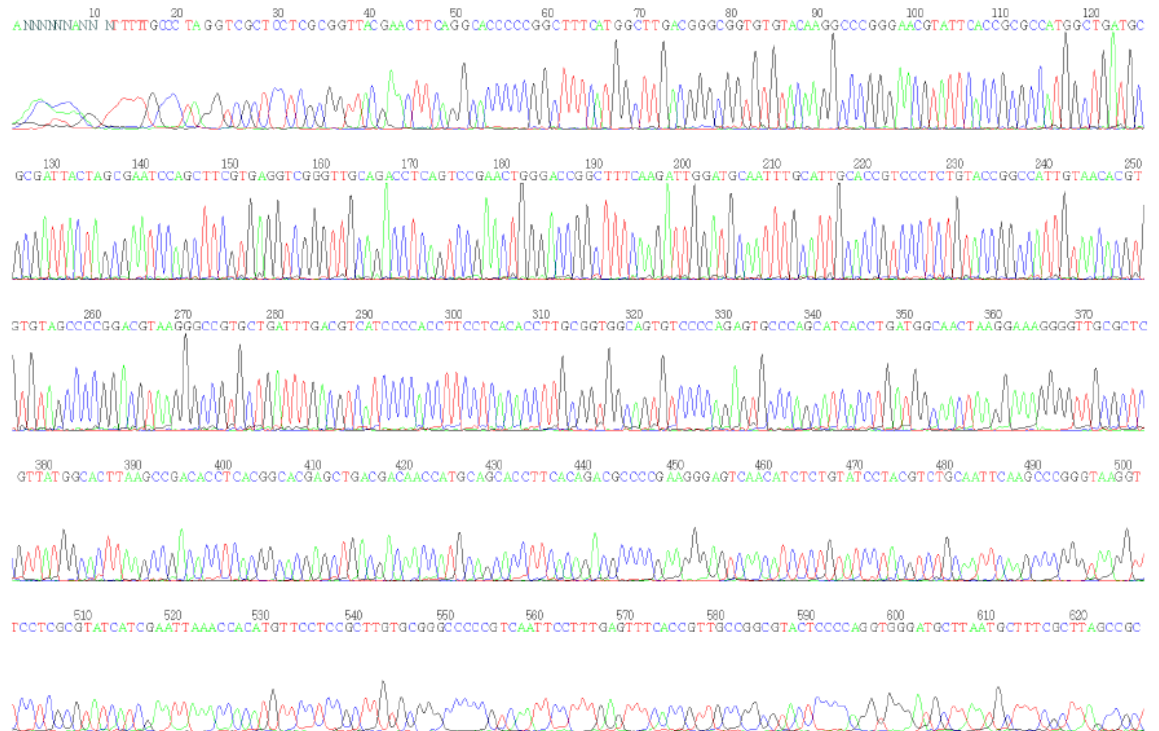 10 20 30 40 50 60 70 80 90 100 110 120
ANNNNNNANN NTTTTGCCC TAGGTCGCTCCTCGCGGTTACGAACTTCAGGCACCCCCGGCTTTCATGGCTTGACGGGCGGTGTGTACAAGGCCCGGGAACGTATTCACCGCGCCATGGCTGATGC
130 140 150 160 170 180 190 200 210 220 230 240 250
GCGATTACTAGCGAATCCAGCTTCGTGAGGTCGGGTTGCAGACCTCAGTCCGAACTGGGACCGGCTTTCAAGATTGGATGCAATTTGCATTGCACCGTCCCTCTGTACCGGCCATTGTAACACGT
260 270 280 290 300 310 320 330 340 350 360 370
GTGTAGCCCCGGACGTAAGGGCCGTGCTGATTTGACGTCATCCCCACCTTCCTCACACCTTGCGGTGGCAGTGTCCCCAGAGTGCCCAGCATCACCTGATGGCAACTAAGGAAAGGGGTTGCGCTC
380 390 400 410 420 430 440 450 460 470 480 490 500
GTTATGGCACTTAAGCCGACACCTCACGGCACGAGCTGACGACAACCATGCAGCACCTTCACAGACGCCCCGAAGGGAGTCAACATCTCTGTATCCTACGTCTGCAATTCAAGCCCGGGTAAGGT
510 520 530 540 550 560 570 580 590 600 610 620
TCCTCGCGTATCATCGAATTAAACCACATGTTCCTCCGCTTGTGCGGGCCCCCGTCAATTCCTTTGAGTTTCACCGTTGCCGGCGTACTCCCCAGGTGGGATGCTTAATGCTTTCGCTTAGCCGC